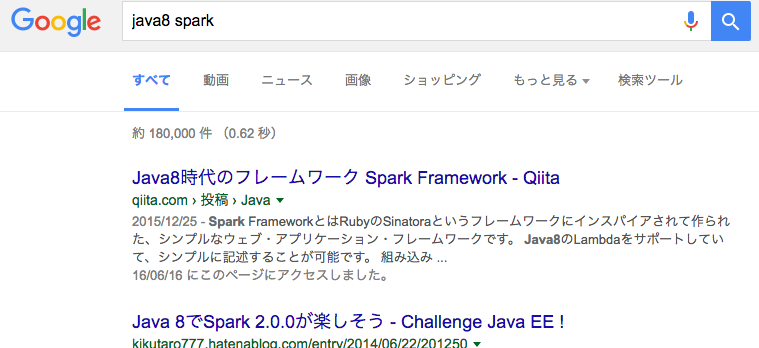 Google java8 spark
すべて 動画 ニュース 画像 ショッピング もっと見る 検索ツール
約 180,000 件 （0.62 秒）
Java8時代のフレームワーク Spark Framework - Qiita
qiita.com › 投稿 › Java
2015/12/25 - Spark FrameworkとはRubyのSinatoraというフレームワークにインスパイアされて作られ
た、シンプルなウェブ・アプリケーション・フレームワークです。 Java8のLambdaをサポートしてい
て、シンプルに記述することが可能です。 組み込み ...
16/06/16 にこのページにアクセスしました。
Java 8でSpark 2.0.0が楽しそう - Challenge Java EE !
kikutaro777.hatenablog.com/entry/2014/06/22/201250